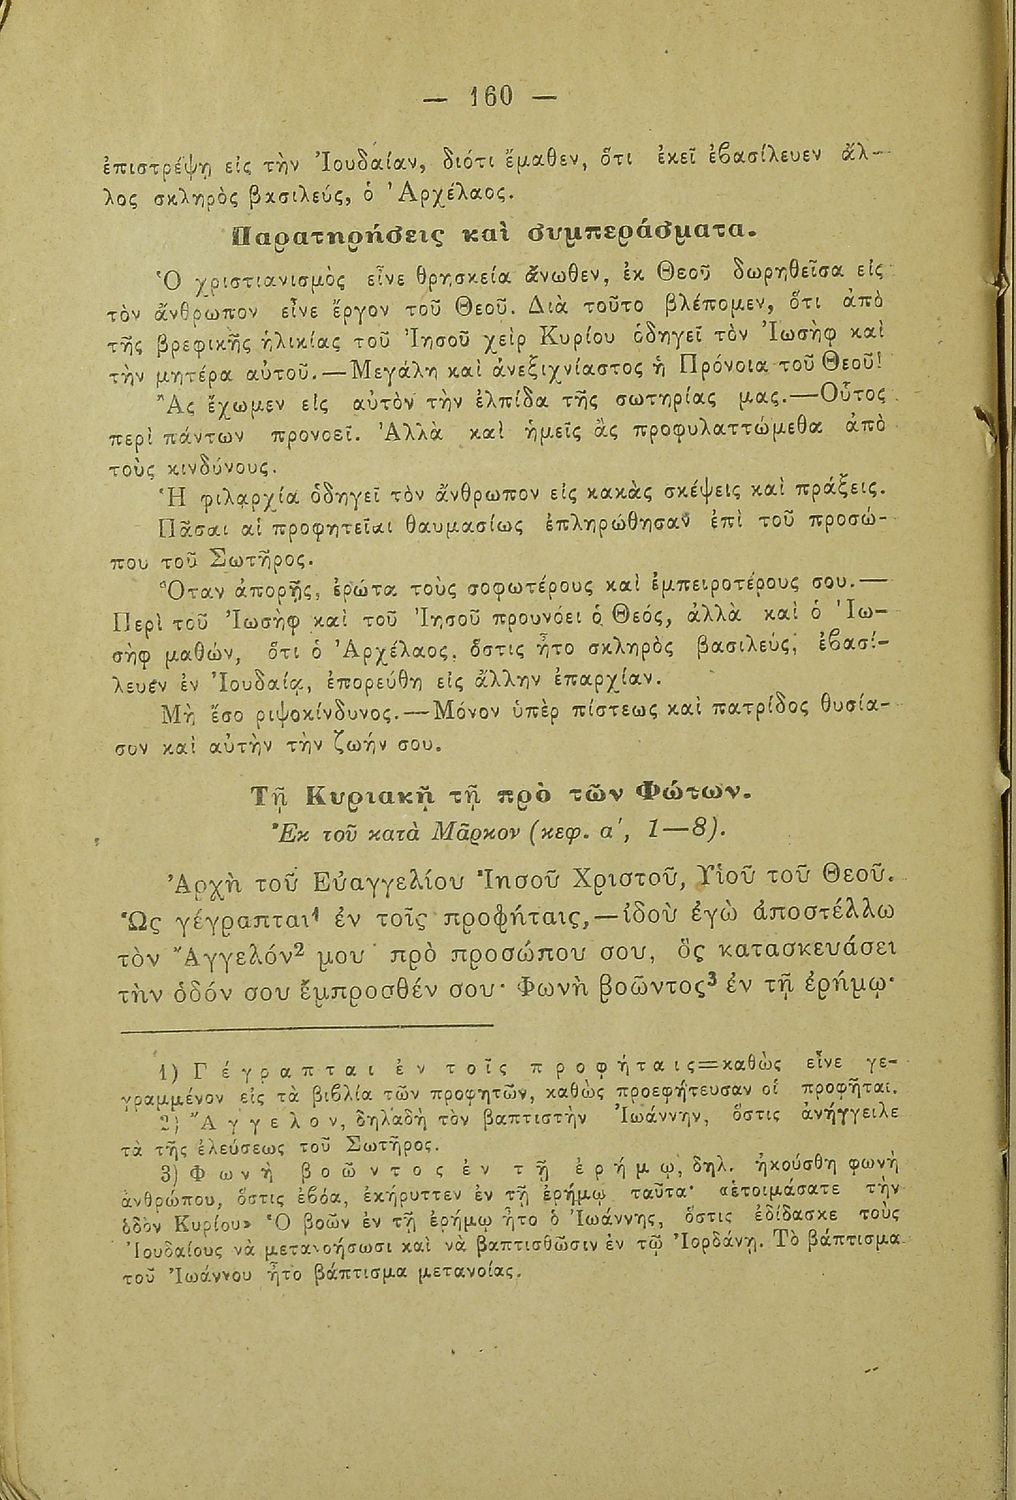 — 160 —
ἐπιστρέψῃ εἰς τὴν Ἰουδαίαν, διότι ἔμαθεν, ὅτι ἐκεῖ ἐβασίλευεν ἄλ-
λος σκληρὸς βασιλεύς, ὁ Ἀρχέλαος.
Παρατηρήσεις καὶ συμπεράσματα.
Ὁ χριστιανισμὸς εἶνε θρησκεία ἄνωθεν, ἐκ Θεοῦ δωρηθεῖσα εἰς
τὸν ἄνθρωπον εἶνε ἔργον τοῦ Θεοῦ. Διὰ τοῦτο βλέπομεν, ὅτι ἀπὸ
τῆς βρεφικῆς ἡλικίας τοῦ Ἰησοῦ χεὶρ Κυρίου ὁδηγεῖ τὸν Ἰωσὴφ καὶ
τὴν μητέρα αὐτοῦ.—Μεγάλη καὶ ἀνεξιχνίαστος ἡ Πρόνοια τοῦ Θεοῦ!
Ἂς ἔχωμεν εἰς αὐτὸν τὴν ἐλπίδα τῆς σωτηρίας μας.—Οὗτος
περὶ πάντων προνοεῖ. Ἀλλὰ καὶ ἡμεῖς ἂς προφυλαττώμεθα ἀπὸ
τοὺς κινδύνους.
Ἡ φιλαρχία ὁδηγεῖ τὸν ἄνθρωπον εἰς κακὰς σκέψεις καὶ πράξεις.
Πᾶσαι αἱ προφητεῖαι θαυμασίως ἐπληρώθησαν ἐπὶ τοῦ προσώ-
που τοῦ Σωτῆρος.
Ὅταν ἀπορῇς, ἐρώτα τοὺς σοφωτέρους καὶ ἐμπειροτέρους σου.—
Περὶ τοῦ Ἰωσὴφ καὶ τοῦ Ἰησοῦ προυνόει ὁ Θεός, ἀλλὰ καὶ ὁ Ἰω-
σὴφ μαθών, ὅτι ὁ Ἀρχέλαος, ὅστις ἦτο σκληρὸς βασιλεύς, ἐβασί-
λευεν ἐν Ἰουδαίᾳ, ἐπορεύθη εἰς ἄλλην ἐπαρχίαν.
Μὴ ἔσο ριψοκίνδυνος.—Μόνον ὑπὲρ πίστεως καὶ πατρίδος θυσία-
σον καὶ αὐτὴν τὴν ζωήν σου.
Τῇ Κυριακῇ τῇ πρὸ τῶν Φώτων.
Ἐκ τοῦ κατὰ Μᾶρκον (κεφ. α', 1—8).
Ἀρχὴ τοῦ Εὐαγγελίου Ἰησοῦ Χριστοῦ, Υἱοῦ τοῦ Θεοῦ.
Ὡς γέγραπται¹ ἐν τοῖς προφήταις,—ἰδοὺ ἐγὼ ἀποστέλλω
τὸν Ἄγγελόν² μου πρὸ προσώπου σου, ὃς κατασκευάσει
τὴν ὁδόν σου ἔμπροσθέν σου· Φωνὴ βοῶντος³ ἐν τῇ ἐρήμῳ·
1) Γέγραπται ἐν τοῖς προφήταις=καθὼς εἶνε γε-
γραμμένον εἰς τὰ βιβλία τῶν προφητῶν, καθὼς προεφήτευσαν οἱ προφῆται.
2) Ἄγγελον, δηλαδὴ τὸν βαπτιστὴν Ἰωάννην, ὅστις ἀνήγγειλε
τὰ τῆς ἐλεύσεως τοῦ Σωτῆρος.
3) Φωνὴ βοῶντος ἐν τῇ ἐρήμῳ, δηλ. ἠκούσθη φωνὴ
ἀνθρώπου, ὅστις ἐβόα, ἐκήρυττεν ἐν τῇ ἐρήμῳ ταῦτα· «ἑτοιμάσατε τὴν
ὁδὸν Κυρίου» Ὁ βοῶν ἐν τῇ ἐρήμῳ ἦτο ὁ Ἰωάννης, ὅστις ἐδίδασκε τοὺς
Ἰουδαίους νὰ μετανοήσωσι καὶ νὰ βαπτισθῶσιν ἐν τῷ Ἰορδάνῃ. Τὸ βάπτισμα
τοῦ Ἰωάννου ἦτο βάπτισμα μετανοίας.